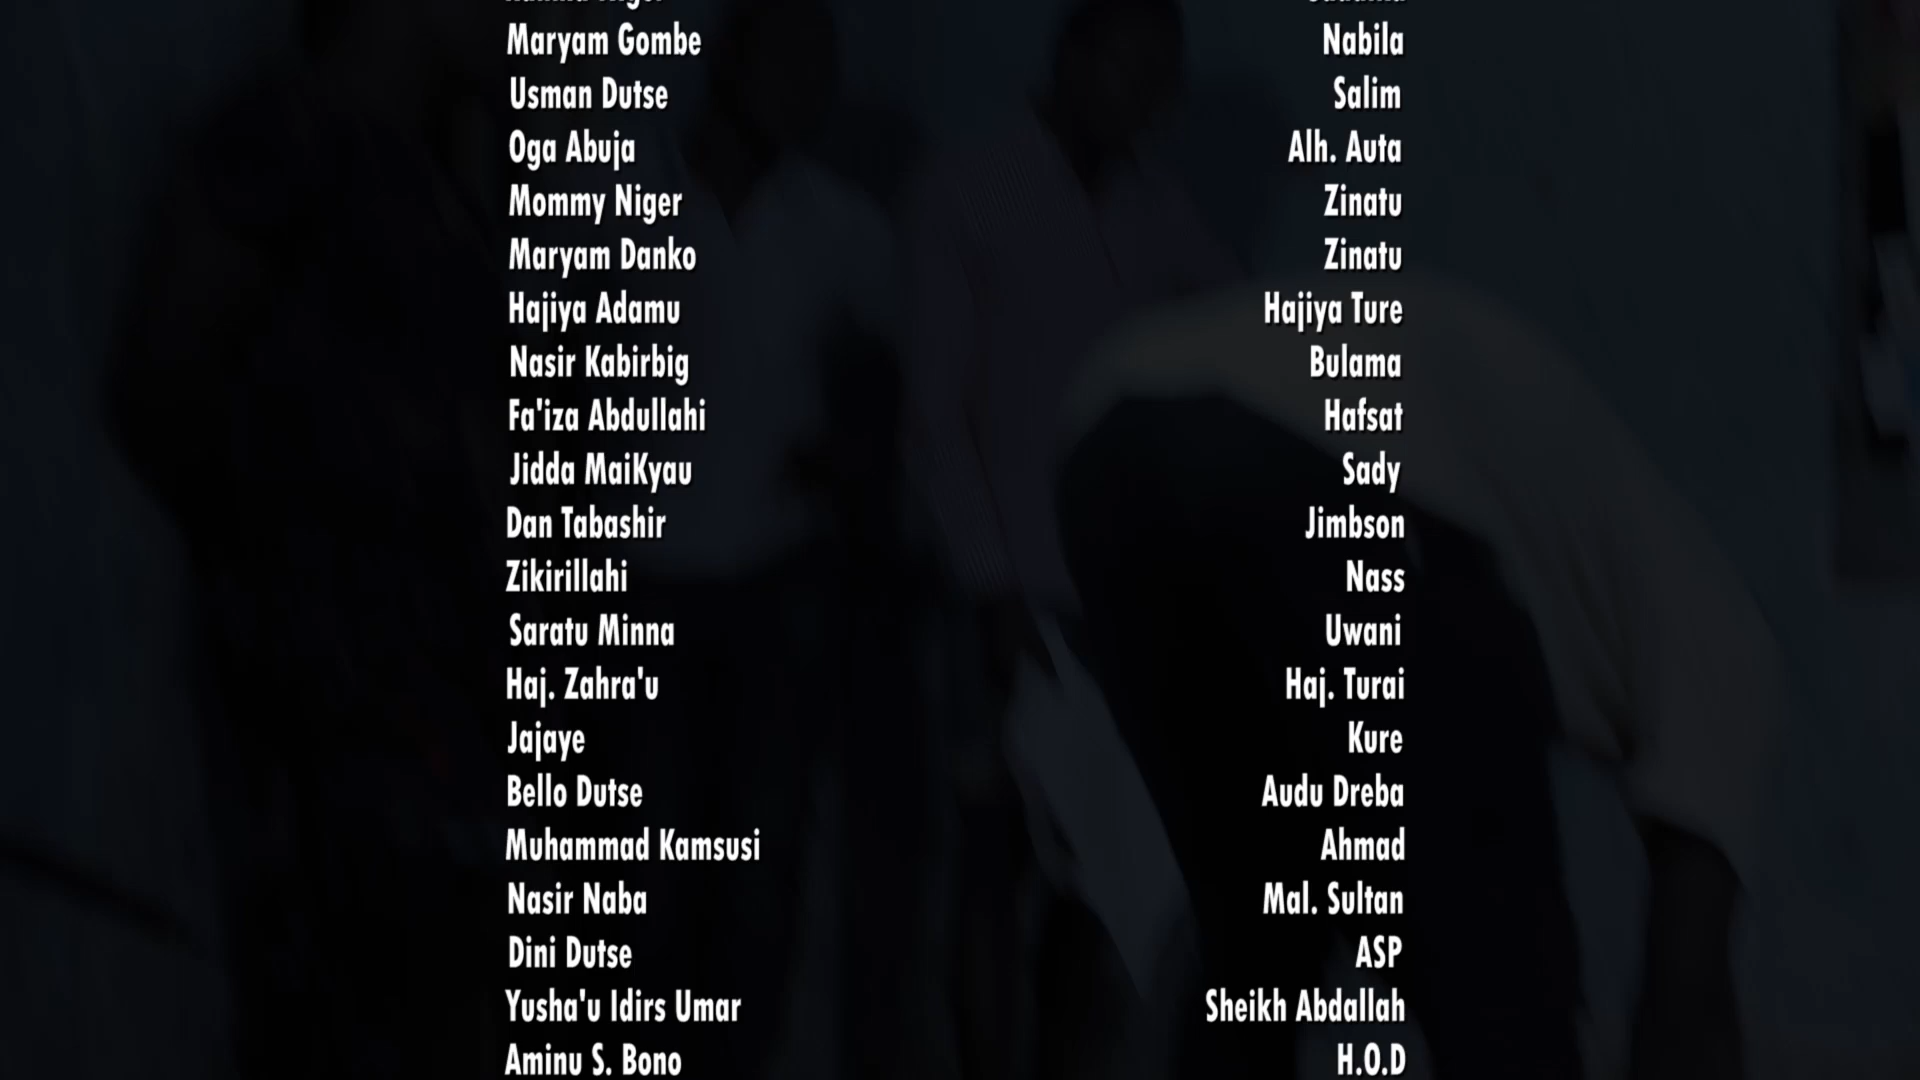 Maryam Gombe Nabila
Usman Dutse Salim
Oga Abuja Alh. Auta
Mommy Niger Zinatu
Maryam Danko Zinatu
Hajiya Adamu Hajiya Ture
Nasir Kabirbig Bulama
Fa'iza Abdullahi Hafsat
Jidda MaiKyau Sady
Dan Tabashir Jimbson
Zikirillahi Nass
Saratu Minna Uwani
Haj. Zahra'u Haj. Turai
Jajaye Kure
Bello Dutse Audu Dreba
Muhammad Kamsusi Ahmad
Nasir Naba Mal. Sultan
Dini Dutse ASP
Yusha'u Idirs Umar Sheikh Abdallah
Aminu S. Bono H.O.D